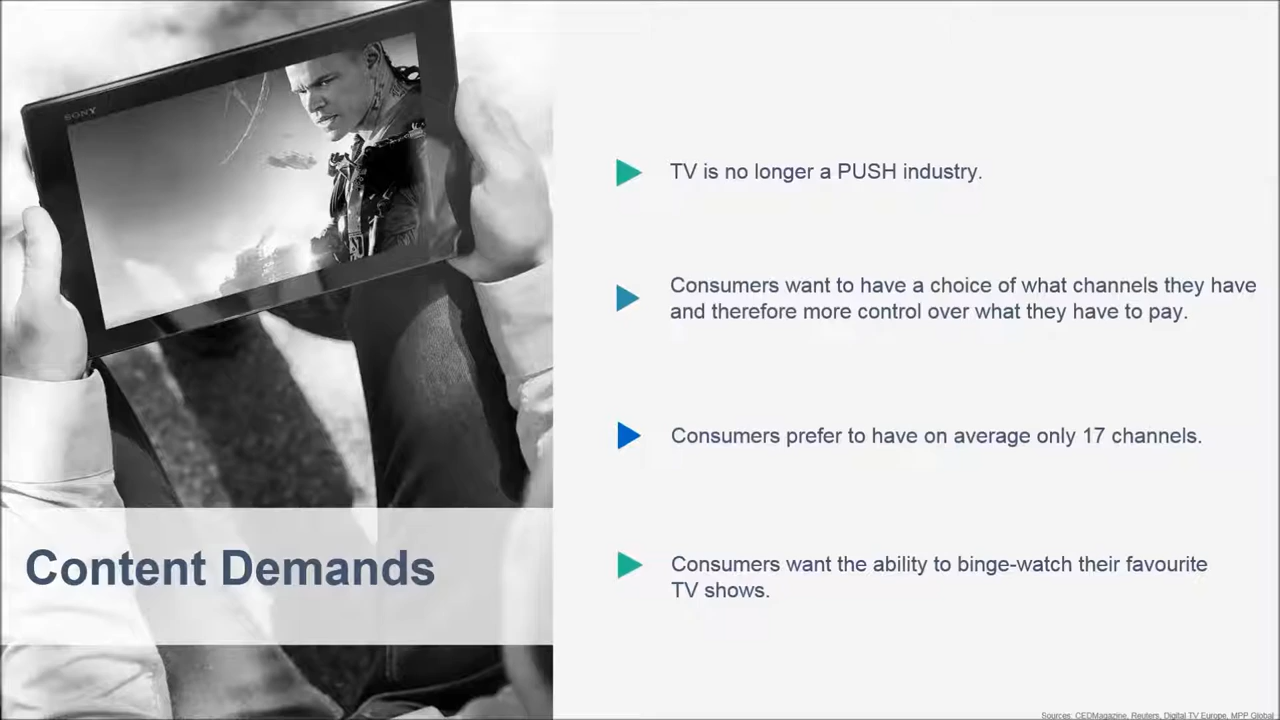 SONY
TV is no longer a PUSH industry.
Consumers want to have a choice of what channels they have
and therefore more control over what they have to pay.
Consumers prefer to have on average only 17 channels.
Content Demands
Consumers want the ability to binge-watch their favourite
TV shows.
Sources: CEDMagazine, Reuters, Digital TV Europe, MPP Global